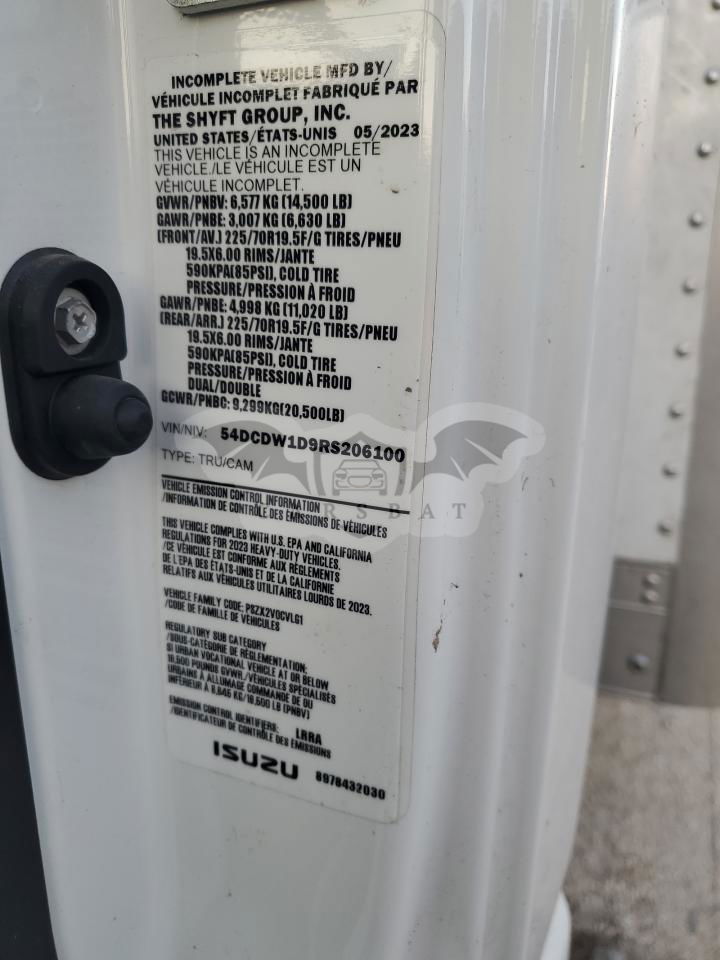 INCOMPLETE VEHICLE MFD BY/
VÉHICULE INCOMPLET FABRIQUÉ PAR
THE SHYFT GROUP, INC.
UNITED STATES/ÉTATS-UNIS 05/2023
THIS VEHICLE IS AN INCOMPLETE
VEHICLE./LE VÉHICULE EST UN
VÉHICULE INCOMPLET.
GVWR/PNBV: 6,577 KG (14,500 LB)
GAWR/PNBE: 3,007 KG (6,630 LB)
(FRONT/AV.) 225/70R19.5F/G TIRES/PNEU
19.5X6.00 RIMS/JANTE
590KPA(85PSI), COLD TIRE
PRESSURE/PRESSION À FROID
GAWR/PNBE: 4,998 KG (11,020 LB)
(REAR/ARR.) 225/70R19.5F/G TIRES/PNEU
19.5X6.00 RIMS/JANTE
590KPA(85PSI), COLD TIRE
PRESSURE/PRESSION À FROID
DUAL/DOUBLE
GCWR/PNBC: 9,299KG(20,500LB)
VIN/NIV: 54DCDW1D9RS206100
TYPE: TRU/CAM
VEHICLE EMISSION CONTROL INFORMATION
/INFORMATION DE CONTRÔLE DES ÉMISSIONS DE VÉHICULES
THIS VEHICLE COMPLIES WITH U.S. EPA AND CALIFORNIA
REGULATIONS FOR 2023 HEAVY-DUTY VEHICLES.
/CE VÉHICULE EST CONFORME AUX RÈGLEMENTS
DE L'EPA DES ÉTATS-UNIS ET DE LA CALIFORNIE
RELATIFS AUX VÉHICULES UTILITAIRES LOURDS DE 2023.
VEHICLE FAMILY CODE: PSZX2VOCVLG1
/CODE DE FAMILLE DE VÉHICULES
REGULATORY SUB CATEGORY
/SOUS-CATÉGORIE DE RÉGLEMENTATION:
SI URBAN VOCATIONAL VEHICLE AT OR BELOW
19,500 POUNDS GVWR/VÉHICULES SPÉCIALISÉS
URBAINS À ALLUMAGE COMMANDÉ DE OU
INFÉRIEUR À 8,845 KG/19,500 LB (PNBV)
EMISSION CONTROL IDENTIFIERS: LRRA
/IDENTIFICATEUR DE CONTRÔLE DES ÉMISSIONS
ISUZU 8978432030
RSBAT